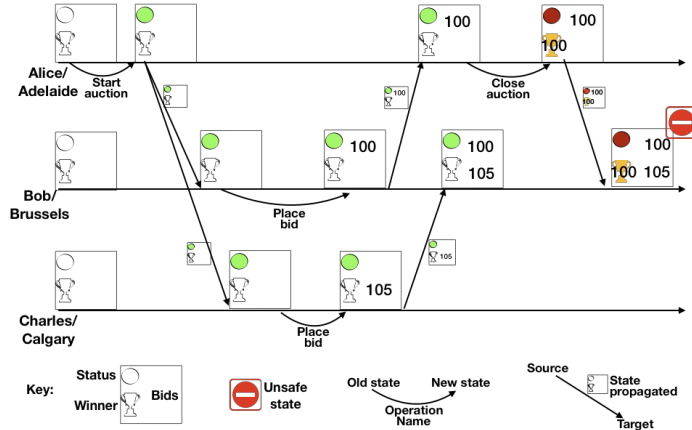 100
100
100
Alice/
Adelaide
Start
auction
100
Close
auction
100
100
100
100
100
105
100
100 105
Bob/
Brussels
Place
bid
105
105
Charles/
Calgary
Place
bid
Key:
Status
Winner
Bids
Unsafe
state
Old state
New state
Operation
Name
Source
State
propagated
Target